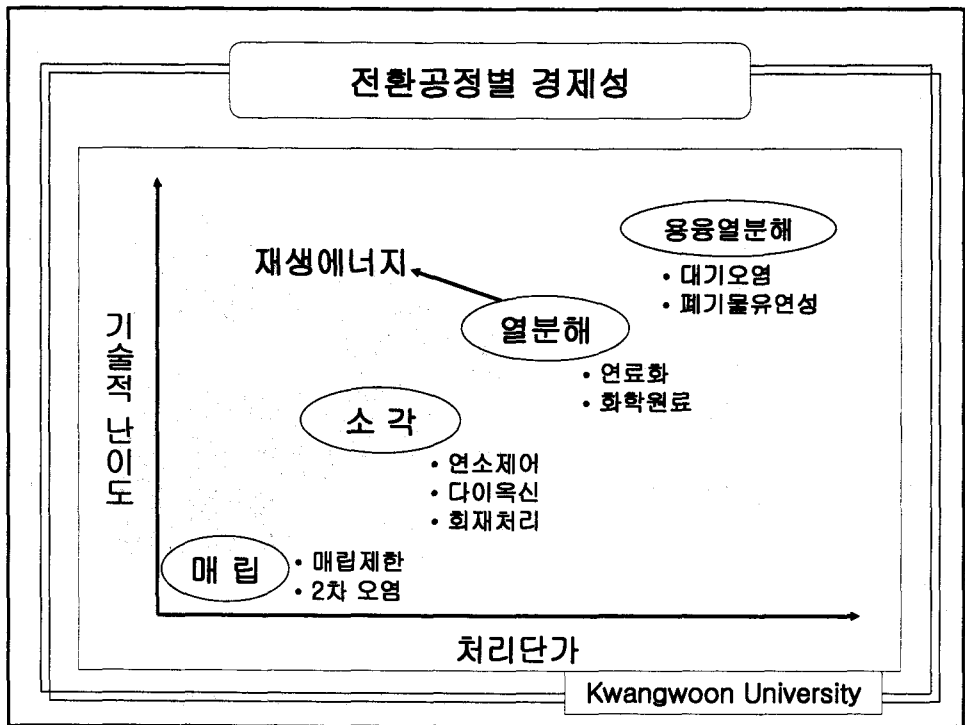 전환공정별 경제성
용융열분해
• 대기오염
• 폐기물유연성
재생에너지
열분해
• 연료화
• 화학원료
기술적 난이도
소 각
• 연소제어
• 다이옥신
• 회재처리
매 립
• 매립제한
• 2차 오염
처리단가
Kwangwoon University